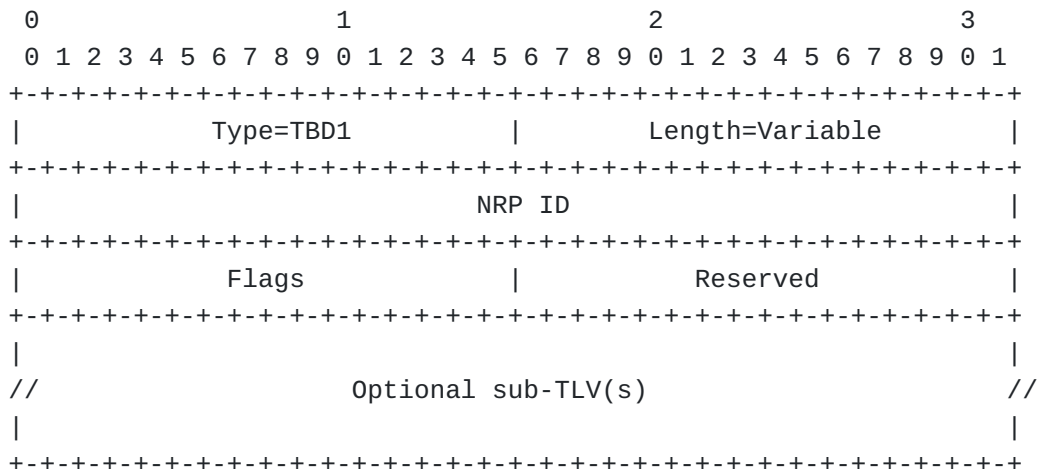 0                   1                   2                   3
 0 1 2 3 4 5 6 7 8 9 0 1 2 3 4 5 6 7 8 9 0 1 2 3 4 5 6 7 8 9 0 1
+-+-+-+-+-+-+-+-+-+-+-+-+-+-+-+-+-+-+-+-+-+-+-+-+-+-+-+-+-+-+-+-+
|            Type=TBD1          |        Length=Variable        |
+-+-+-+-+-+-+-+-+-+-+-+-+-+-+-+-+-+-+-+-+-+-+-+-+-+-+-+-+-+-+-+-+
|                             NRP ID                            |
+-+-+-+-+-+-+-+-+-+-+-+-+-+-+-+-+-+-+-+-+-+-+-+-+-+-+-+-+-+-+-+-+
|             Flags             |           Reserved            |
+-+-+-+-+-+-+-+-+-+-+-+-+-+-+-+-+-+-+-+-+-+-+-+-+-+-+-+-+-+-+-+-+
|                                                               |
//                    Optional sub-TLV(s)                       //
|                                                               |
+-+-+-+-+-+-+-+-+-+-+-+-+-+-+-+-+-+-+-+-+-+-+-+-+-+-+-+-+-+-+-+-+